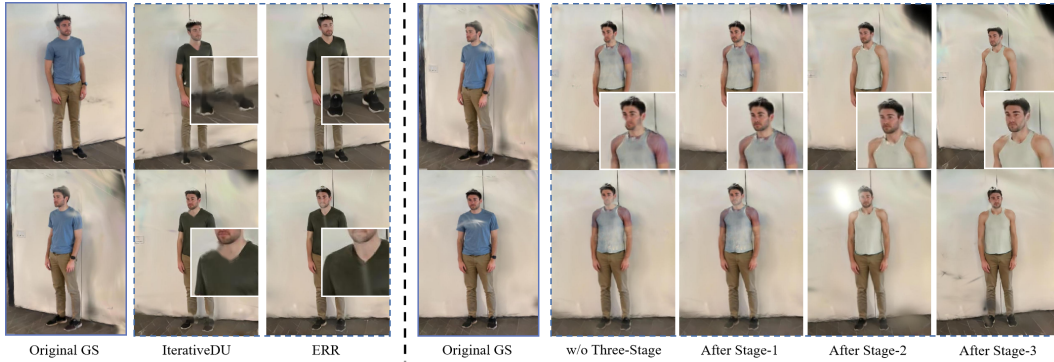 Original GS
IterativeDU
ERR
Original GS
w/o Three-Stage
After Stage-1
After Stage-2
After Stage-3